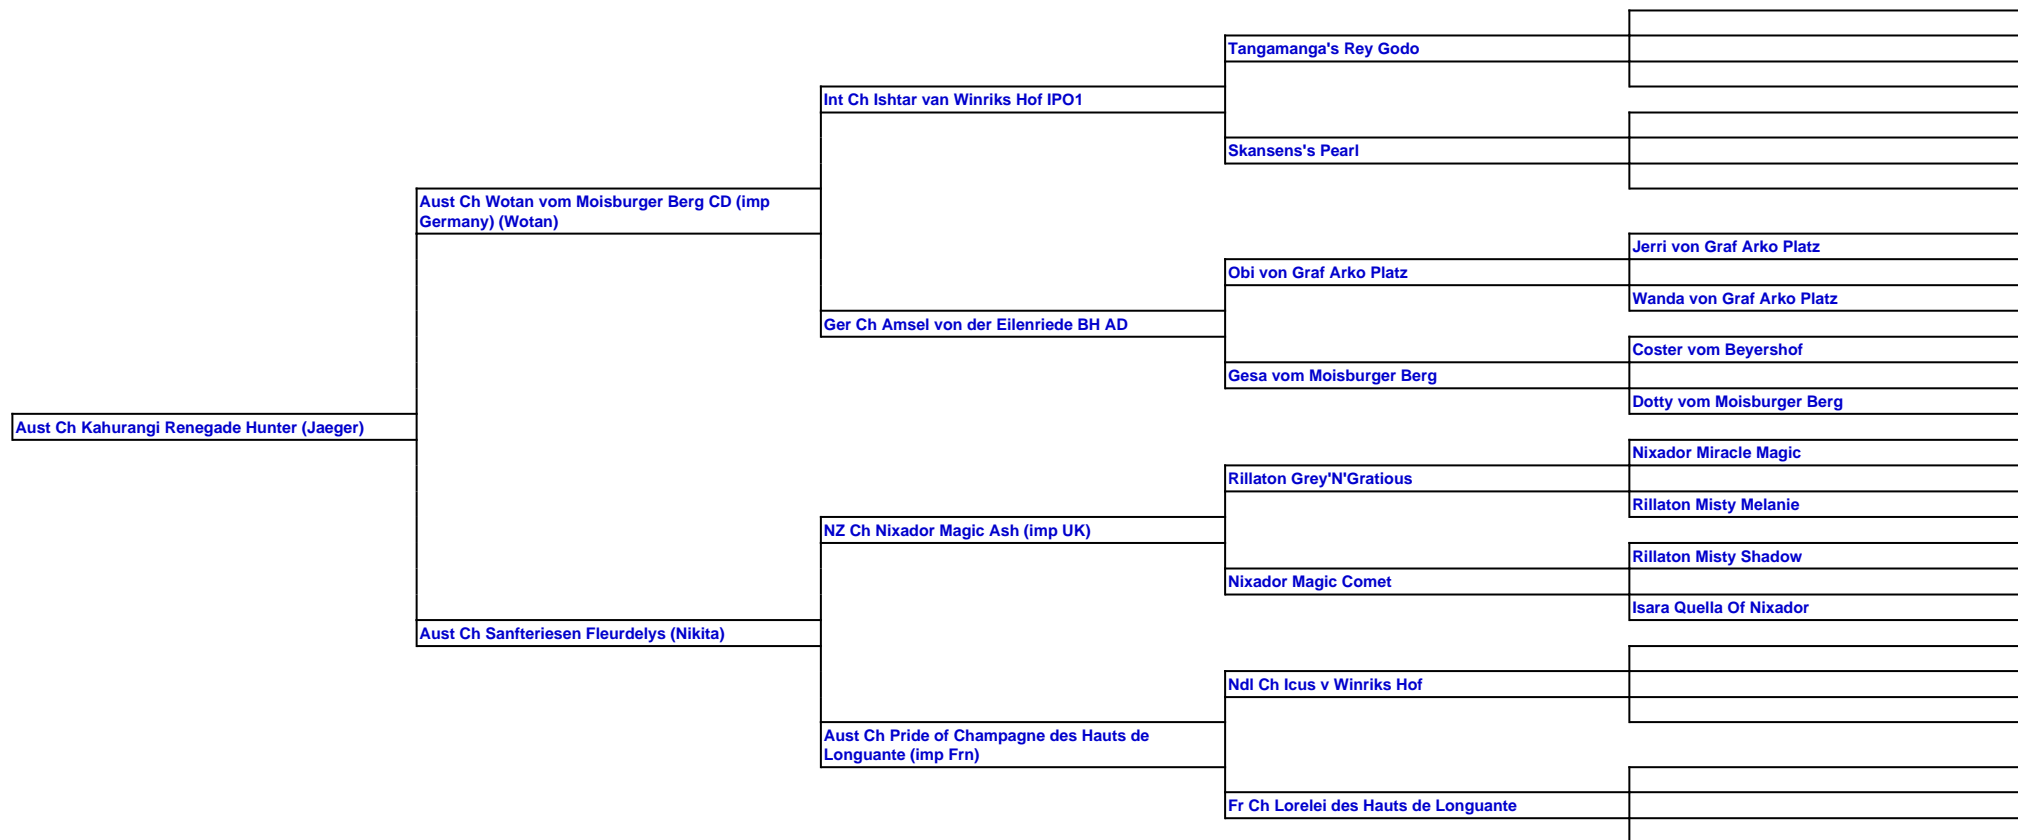 Tangamanga's Rey Godo
Int Ch Ishtar van Winriks Hof IPO1
Skansens's Pearl
Aust Ch Wotan vom Moisburger Berg CD (imp
Germany) (Wotan)
Jerri von Graf Arko Platz
Obi von Graf Arko Platz
Wanda von Graf Arko Platz
Ger Ch Amsel von der Eilenriede BH AD
Coster vom Beyershof
Gesa vom Moisburger Berg
Dotty vom Moisburger Berg
Aust Ch Kahurangi Renegade Hunter (Jaeger)
Nixador Miracle Magic
Rillaton Grey'N'Gratious
Rillaton Misty Melanie
NZ Ch Nixador Magic Ash (imp UK)
Rillaton Misty Shadow
Nixador Magic Comet
Isara Quella Of Nixador
Aust Ch Sanfteriesen Fleurdelys (Nikita)
Ndl Ch Icus v Winriks Hof
Aust Ch Pride of Champagne des Hauts de
Longuante (imp Frn)
Fr Ch Lorelei des Hauts de Longuante